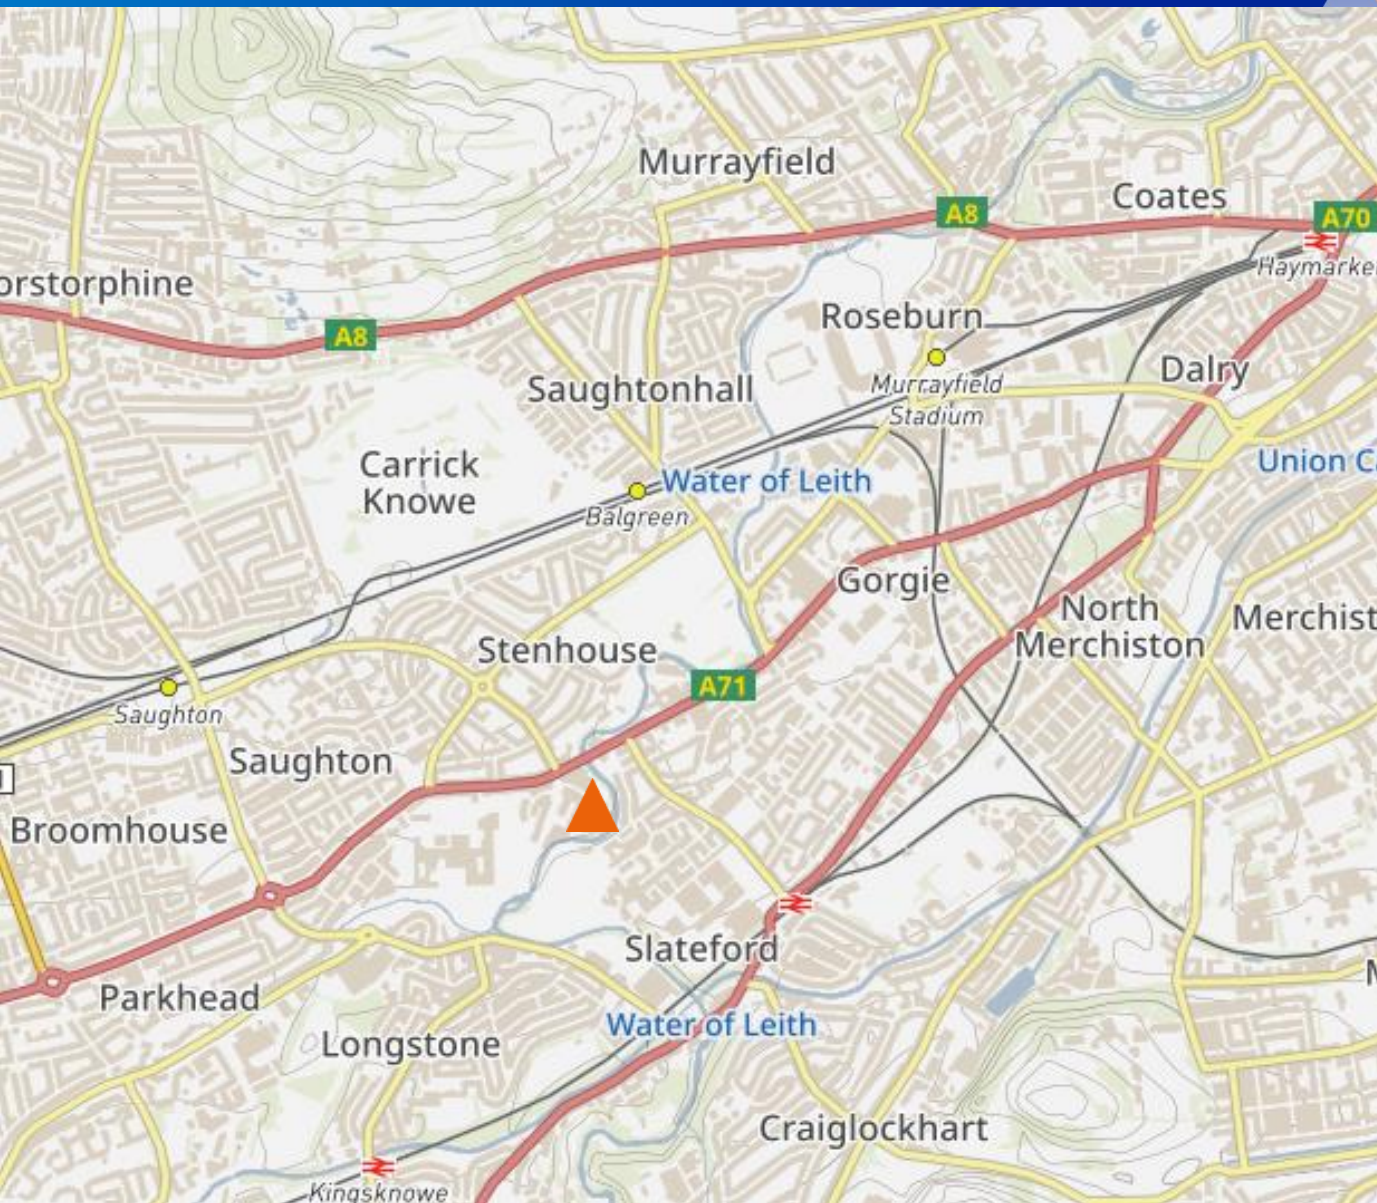 Murrayfield
Coates
A8
A70
Haymarke
orstorphine
A8
Roseburn
Dalry
Saughtonhall
Murrayfield
Stadium
Carrick
Knowe
Water of Leith
Union C
Balgreen
Gorgie
North
Merchiston
Merchist
Stenhouse
A71
Saughton
Saughton
Broomhouse
Slateford
Parkhead
Water of Leith
Longstone
Craiglockhart
Kingsknowe